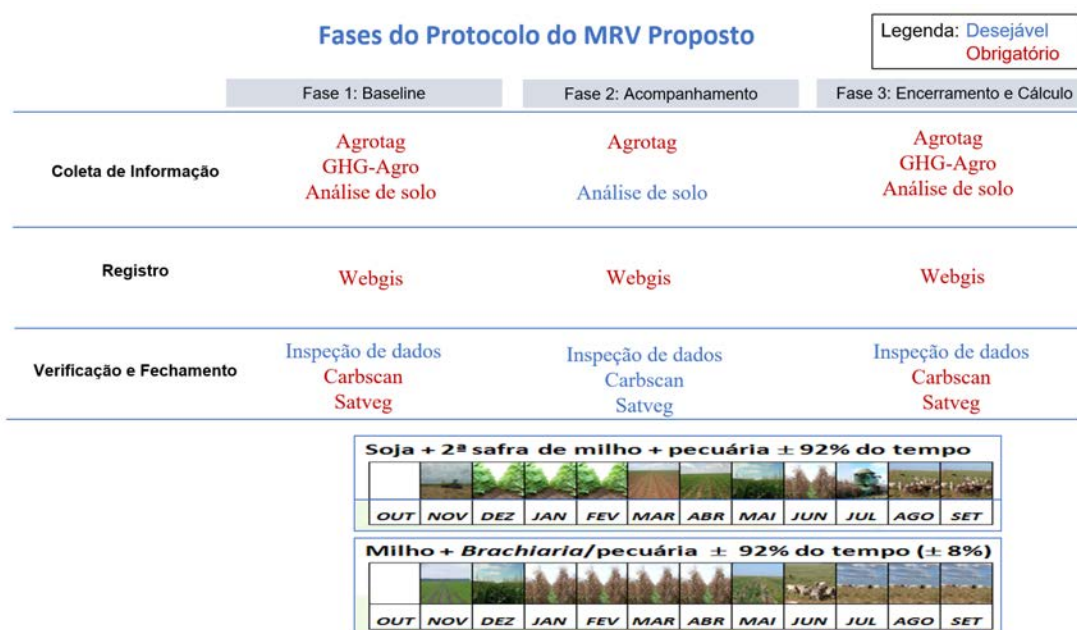 Fases do Protocolo do MRV Proposto
Legenda: Desejável
Obrigatório
Fase 1: Baseline
Fase 2: Acompanhamento
Fase 3: Encerramento e Cálculo
Coleta de Informação
Agrotag
GHG-Agro
Análise de solo
Agrotag
Análise de solo
Agrotag
GHG-Agro
Análise de solo
Registro
Webgis
Webgis
Webgis
Verificação e Fechamento
Inspeção de dados
Carbscan
Satveg
Inspeção de dados
Carbscan
Satveg
Inspeção de dados
Carbscan
Satveg
Soja + 2ª safra de milho + pecuária ± 92% do tempo
OUT NOV DEZ JAN FEV MAR ABR MAI JUN JUL AGO SET
Milho + Brachiaria/pecuária ± 92% do tempo (± 8%)
OUT NOV DEZ JAN FEV MAR ABR MAI JUN JUL AGO SET